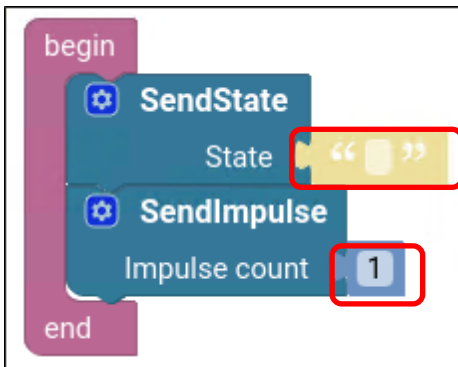 begin
SendState
State “ ”
SendImpulse
Impulse count 1
end